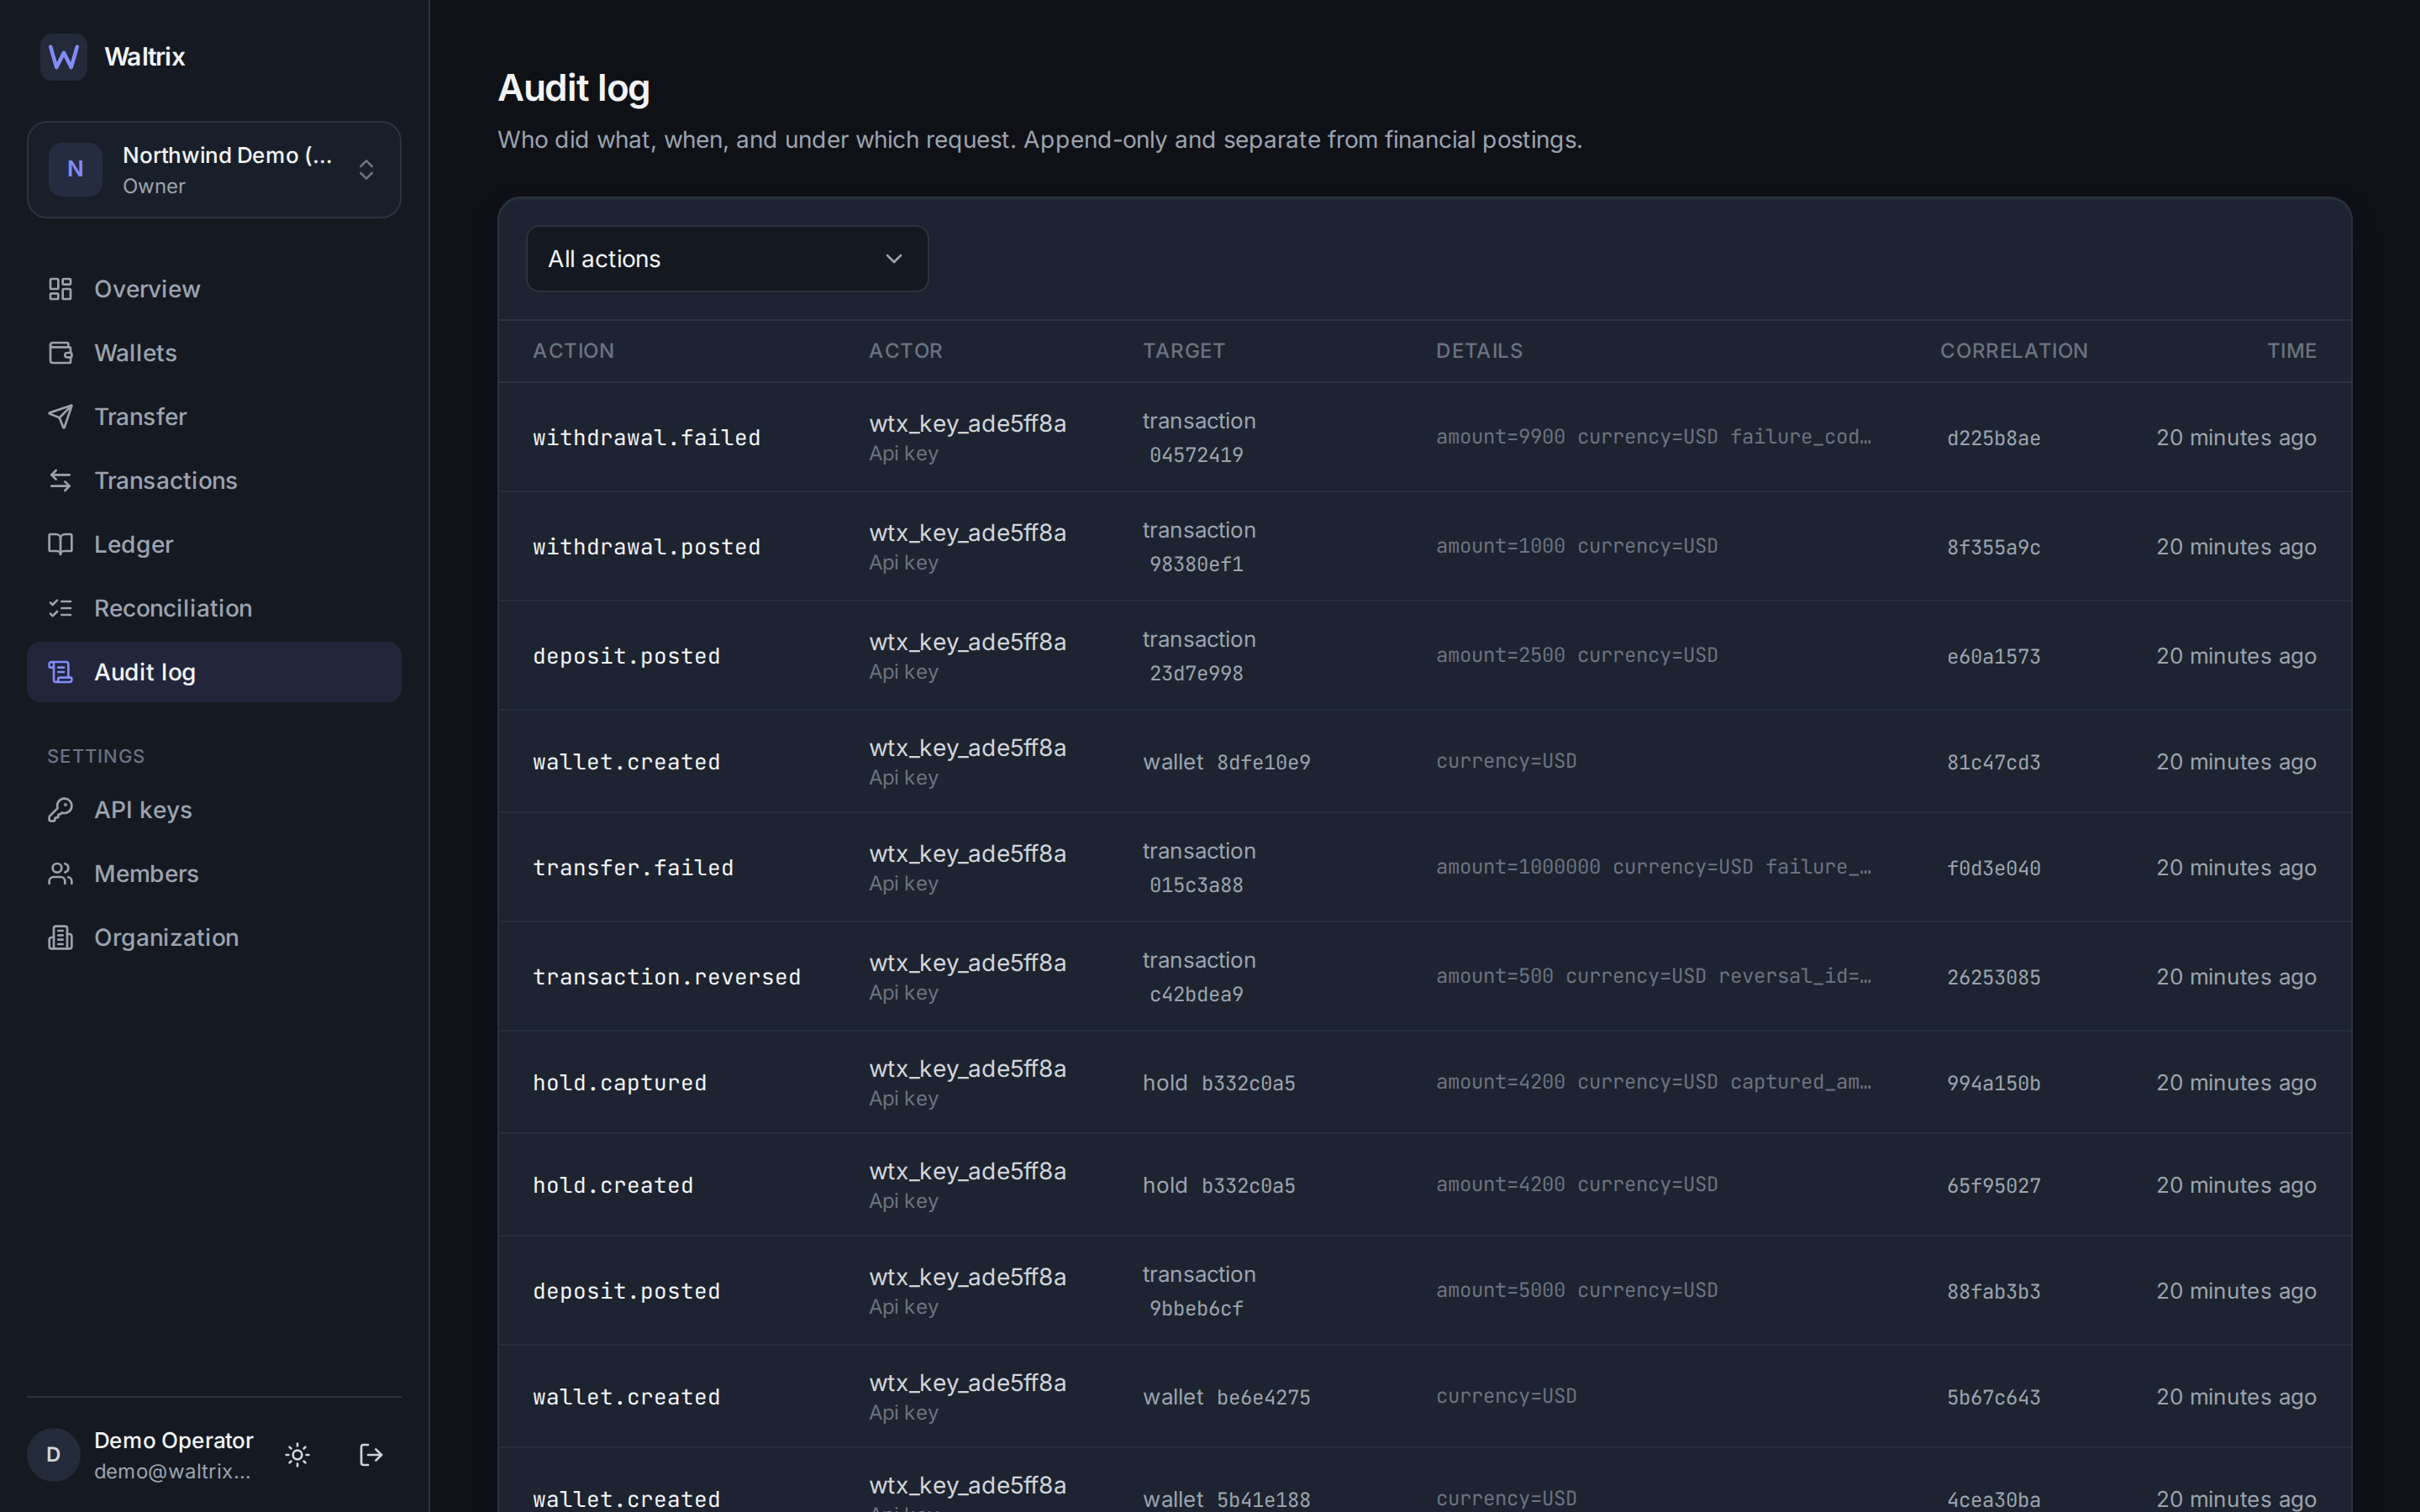 Waltrix
N
Northwind Demo (...
Owner
Overview
Wallets
Transfer
Transactions
Ledger
Reconciliation
Audit log
SETTINGS
API keys
Members
Organization
D
Demo Operator
demo@waltrix...
Audit log
Who did what, when, and under which request. Append-only and separate from financial postings.
All actions
ACTION ACTOR TARGET DETAILS CORRELATION TIME
withdrawal.failed wtx_key_ade5ff8a Api key transaction 04572419 amount=9900 currency=USD failure_cod… d225b8ae 20 minutes ago
withdrawal.posted wtx_key_ade5ff8a Api key transaction 98380ef1 amount=1000 currency=USD 8f355a9c 20 minutes ago
deposit.posted wtx_key_ade5ff8a Api key transaction 23d7e998 amount=2500 currency=USD e60a1573 20 minutes ago
wallet.created wtx_key_ade5ff8a Api key wallet 8dfe10e9 currency=USD 81c47cd3 20 minutes ago
transfer.failed wtx_key_ade5ff8a Api key transaction 015c3a88 amount=1000000 currency=USD failure_… f0d3e040 20 minutes ago
transaction.reversed wtx_key_ade5ff8a Api key transaction c42bdea9 amount=500 currency=USD reversal_id=… 26253085 20 minutes ago
hold.captured wtx_key_ade5ff8a Api key hold b332c0a5 amount=4200 currency=USD captured_am… 994a150b 20 minutes ago
hold.created wtx_key_ade5ff8a Api key hold b332c0a5 amount=4200 currency=USD 65f95027 20 minutes ago
deposit.posted wtx_key_ade5ff8a Api key transaction 9bbeb6cf amount=5000 currency=USD 88fab3b3 20 minutes ago
wallet.created wtx_key_ade5ff8a Api key wallet be6e4275 currency=USD 5b67c643 20 minutes ago
wallet.created wtx_key_ade5ff8a wallet 5b41e188 currency=USD 4cea30ba 20 minutes ago